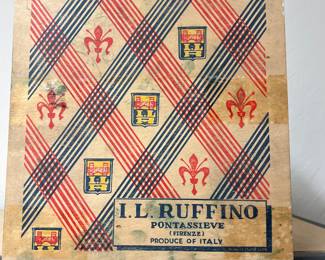 I.L. RUFFINO
PONTASSIEVE
(FIRENZE)
PRODUCE OF ITALY